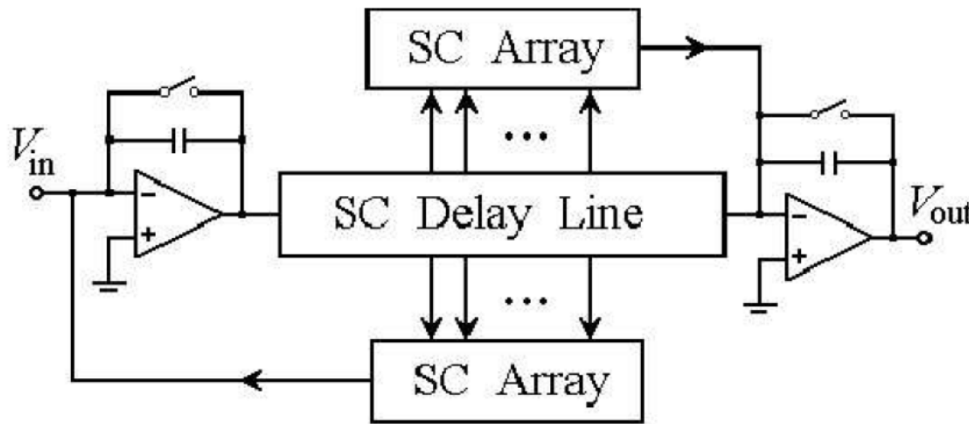 SC Array
V_in
SC Delay Line
V_out
SC Array